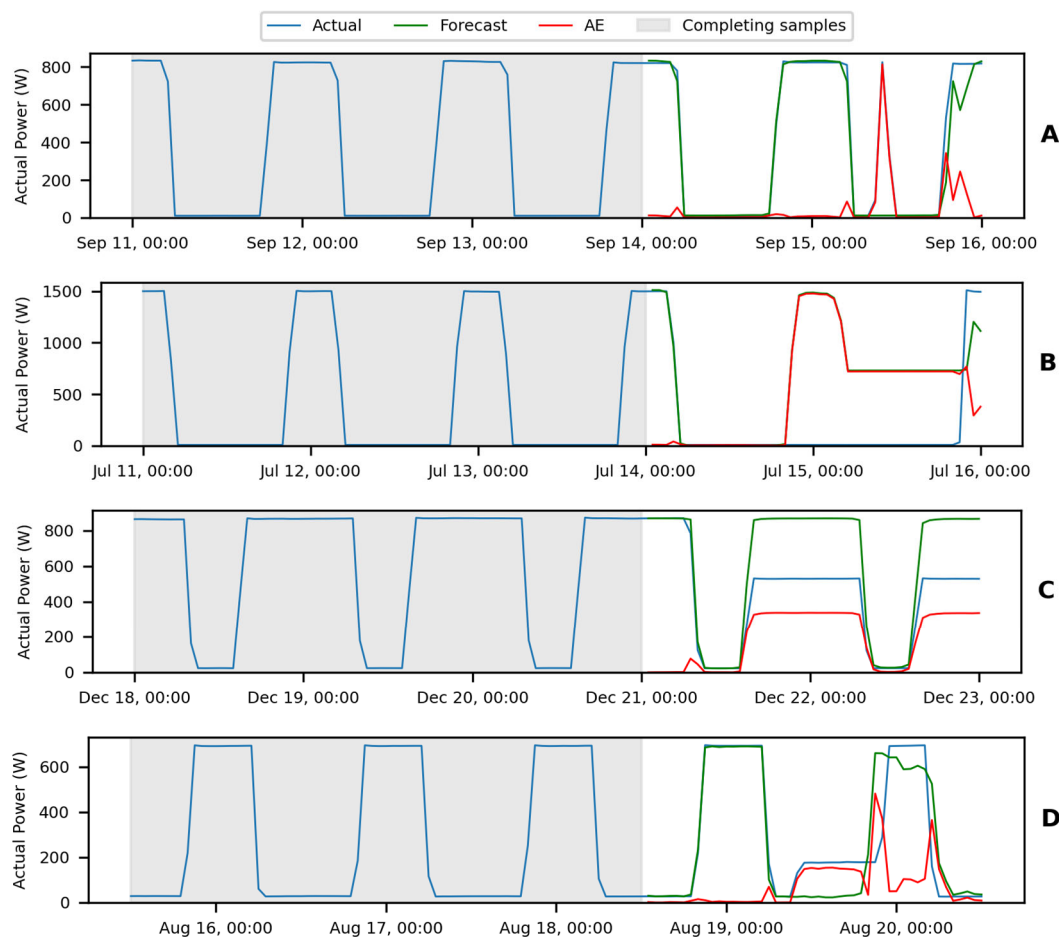 Actual Forecast AE Completing samples
Actual Power (W)
800
600
400
200
0
Sep 11, 00:00 Sep 12, 00:00 Sep 13, 00:00 Sep 14, 00:00 Sep 15, 00:00 Sep 16, 00:00
A
Actual Power (W)
1500
1000
500
0
Jul 11, 00:00 Jul 12, 00:00 Jul 13, 00:00 Jul 14, 00:00 Jul 15, 00:00 Jul 16, 00:00
B
Actual Power (W)
800
600
400
200
0
Dec 18, 00:00 Dec 19, 00:00 Dec 20, 00:00 Dec 21, 00:00 Dec 22, 00:00 Dec 23, 00:00
C
Actual Power (W)
600
400
200
0
Aug 16, 00:00 Aug 17, 00:00 Aug 18, 00:00 Aug 19, 00:00 Aug 20, 00:00
D